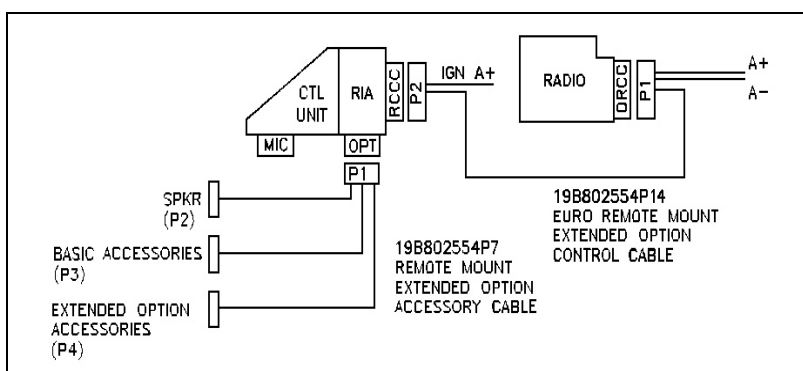 CTL
UNIT
RIA
RCCC
P2
IGN A+
RADIO
ORCC
P1
A+
A-
MIC
OPT
P1
SPKR
(P2)
BASIC ACCESSORIES
(P3)
EXTENDED OPTION
ACCESSORIES
(P4)
19B802554P7
REMOTE MOUNT
EXTENDED OPTION
ACCESSORY CABLE
19B802554P14
EURO REMOTE MOUNT
EXTENDED OPTION
CONTROL CABLE